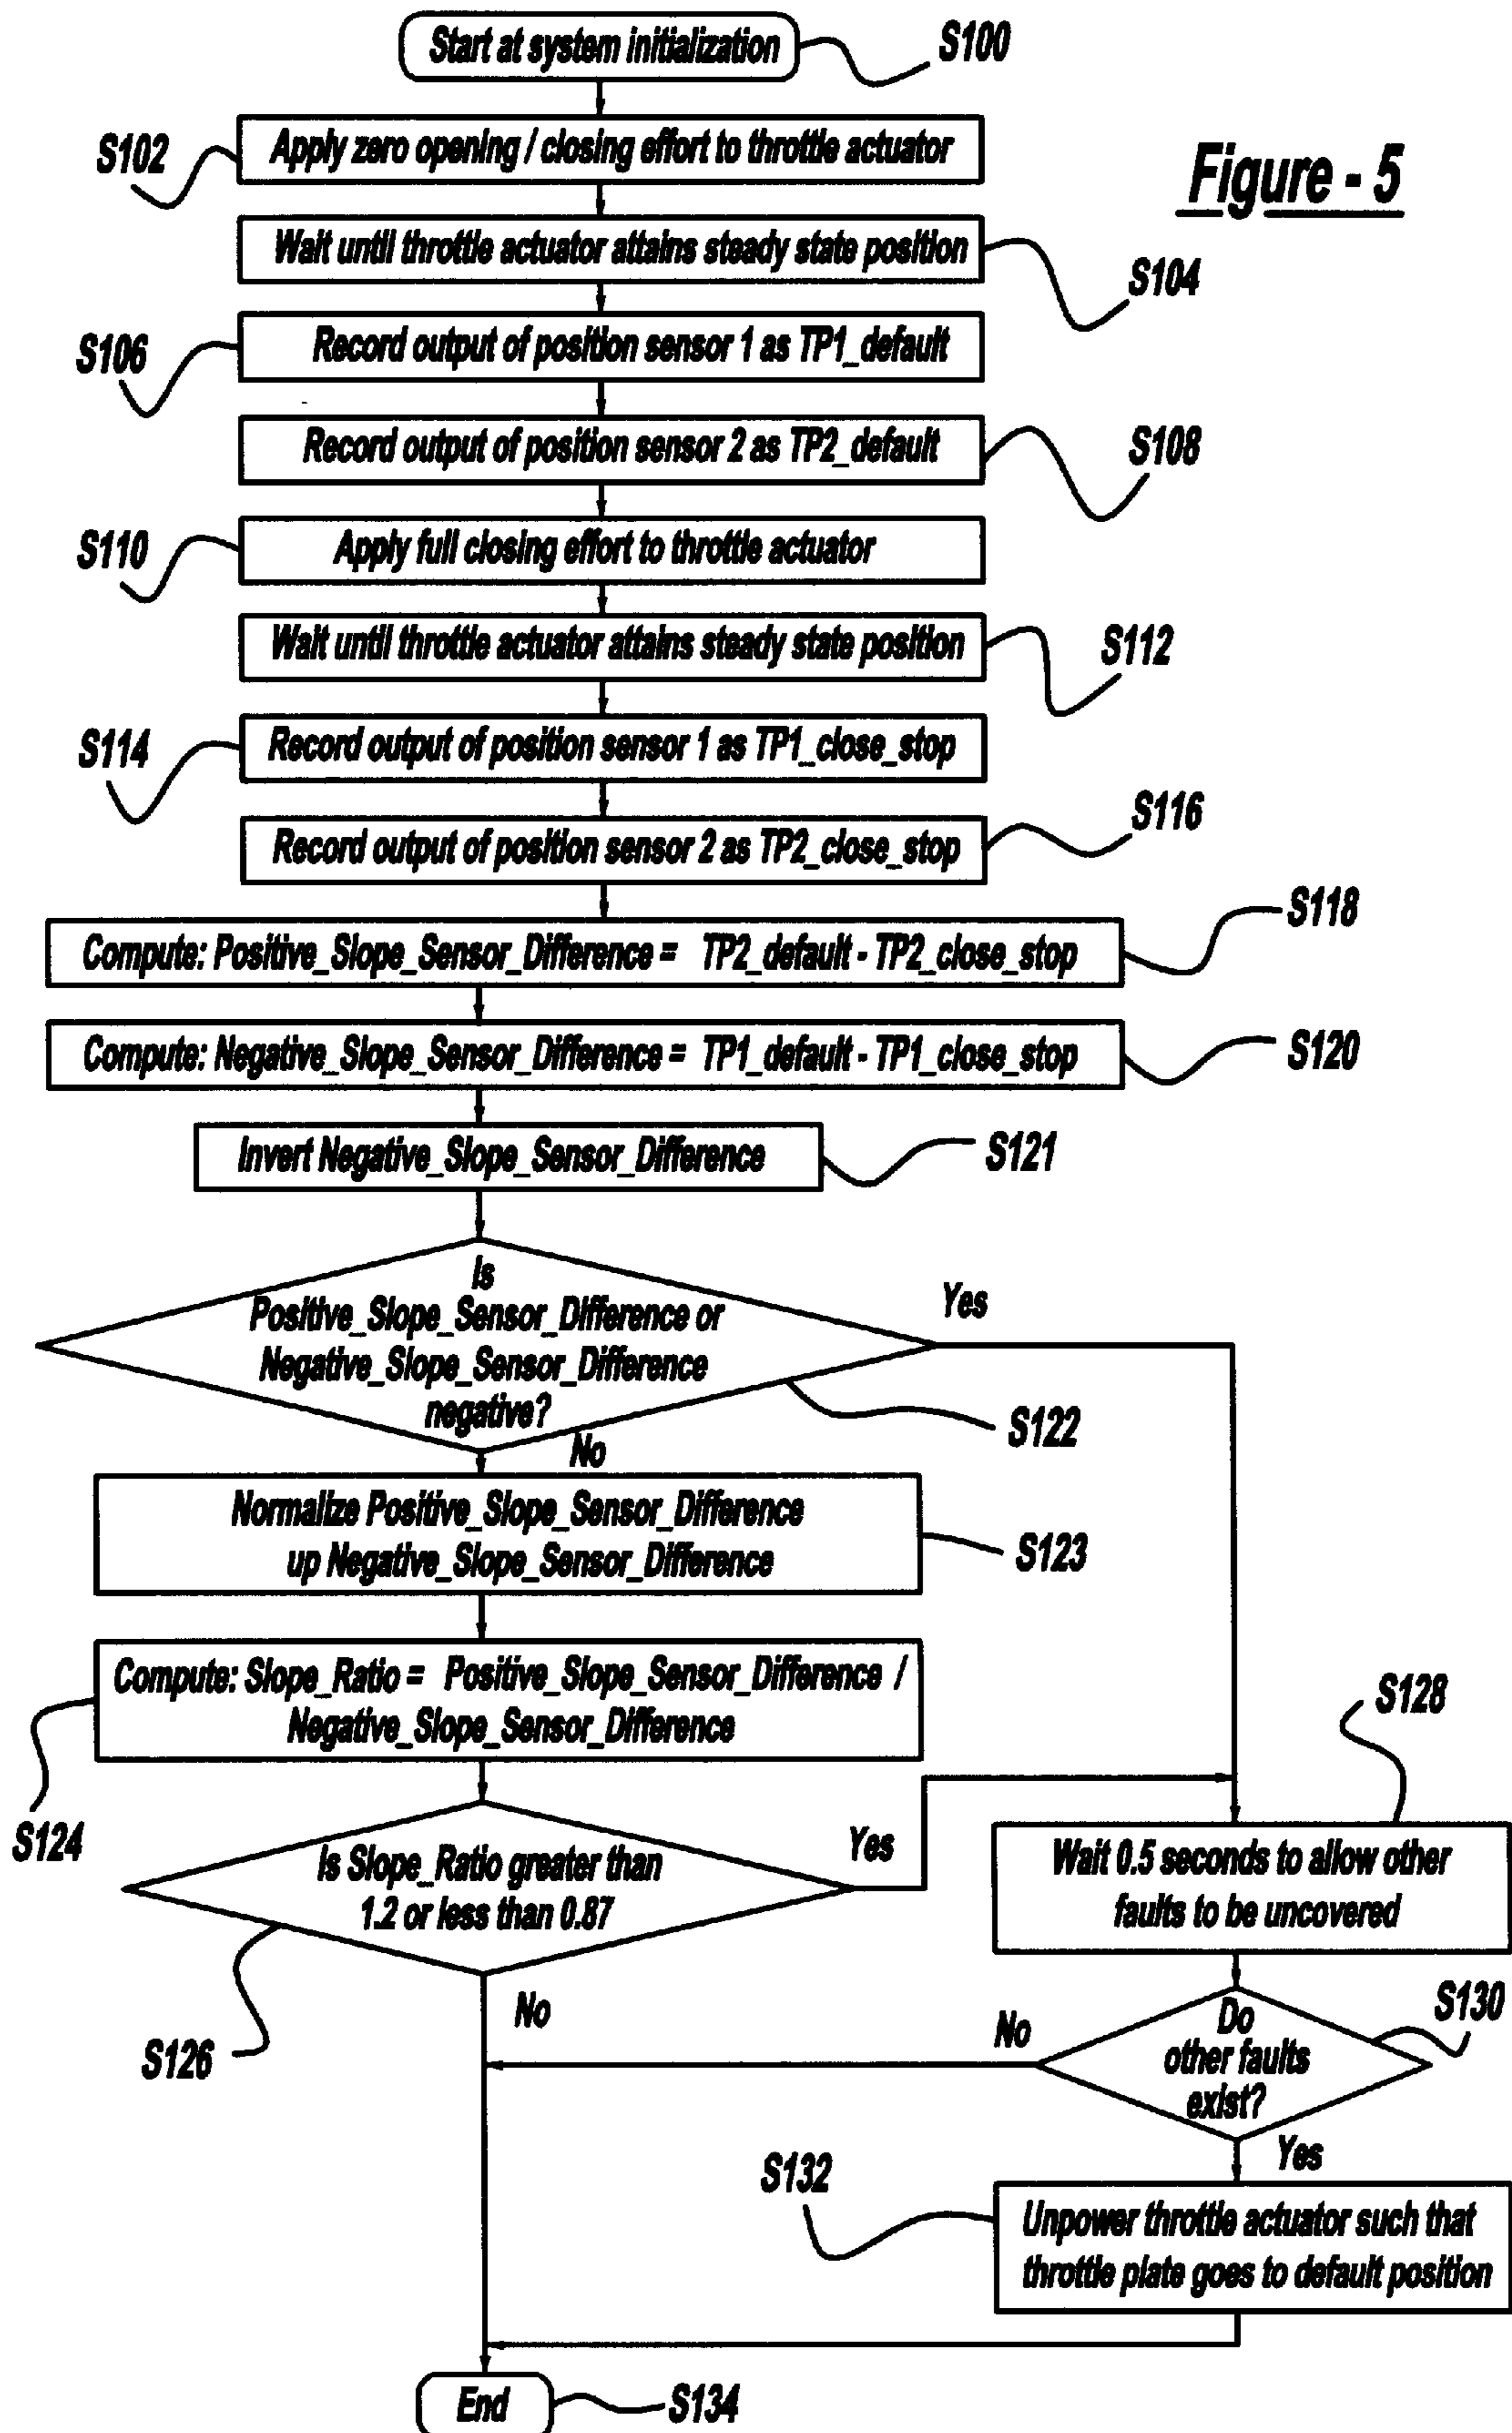 Start at system initialization
S100
Apply zero opening / closing effort to throttle actuator
S102
Figure - 5
Wait until throttle actuator attains steady state position
S104
Record output of position sensor 1 as TP1_default
S106
Record output of position sensor 2 as TP2_default
S108
Apply full closing effort to throttle actuator
S110
Wait until throttle actuator attains steady state position
S112
Record output of position sensor 1 as TP1_close_stop
S114
Record output of position sensor 2 as TP2_close_stop
S116
Compute: Positive_Slope_Sensor_Difference = TP2_default - TP2_close_stop
S118
Compute: Negative_Slope_Sensor_Difference = TP1_default - TP1_close_stop
S120
Invert Negative_Slope_Sensor_Difference
S121
Is
Positive_Slope_Sensor_Difference or
Negative_Slope_Sensor_Difference
negative?
Yes
S122
No
Normalize Positive_Slope_Sensor_Difference
up Negative_Slope_Sensor_Difference
S123
Compute: Slope_Ratio = Positive_Slope_Sensor_Difference /
Negative_Slope_Sensor_Difference
S124
Is Slope_Ratio greater than
1.2 or less than 0.87
Yes
S126
No
S128
Wait 0.5 seconds to allow other
faults to be uncovered
S130
Do
other faults
exist?
No
Yes
S132
Unpower throttle actuator such that
throttle plate goes to default position
End
S134